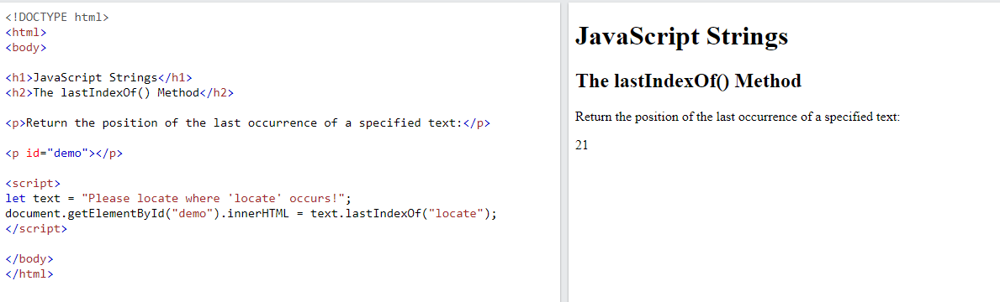 <!DOCTYPE html>
<html>
<body>
<h1>JavaScript Strings</h1>
<h2>The lastIndexOf() Method</h2>
<p>Return the position of the last occurrence of a specified text:</p>
<p id="demo"></p>
<script>
let text = "Please locate where 'locate' occurs!";
document.getElementById("demo").innerHTML = text.lastIndexOf("locate");
</script>
</body>
</html>
JavaScript Strings
The lastIndexOf() Method
Return the position of the last occurrence of a specified text:
21